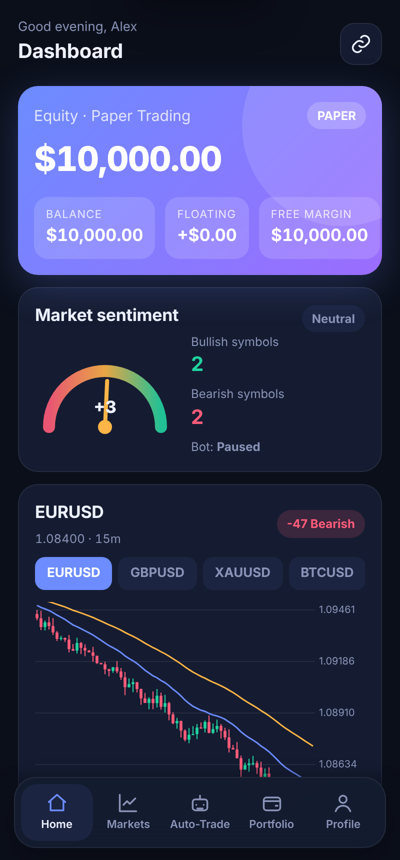 Good evening, Alex
Dashboard
Equity · Paper Trading
PAPER
$10,000.00
BALANCE
$10,000.00
FLOATING
+$0.00
FREE MARGIN
$10,000.00
Market sentiment
Neutral
+3
Bullish symbols
2
Bearish symbols
2
Bot: Paused
EURUSD
1.08400 · 15m
-47 Bearish
EURUSD
GBPUSD
XAUUSD
BTCUSD
1.09461
1.09186
1.08910
1.08634
Home
Markets
Auto-Trade
Portfolio
Profile